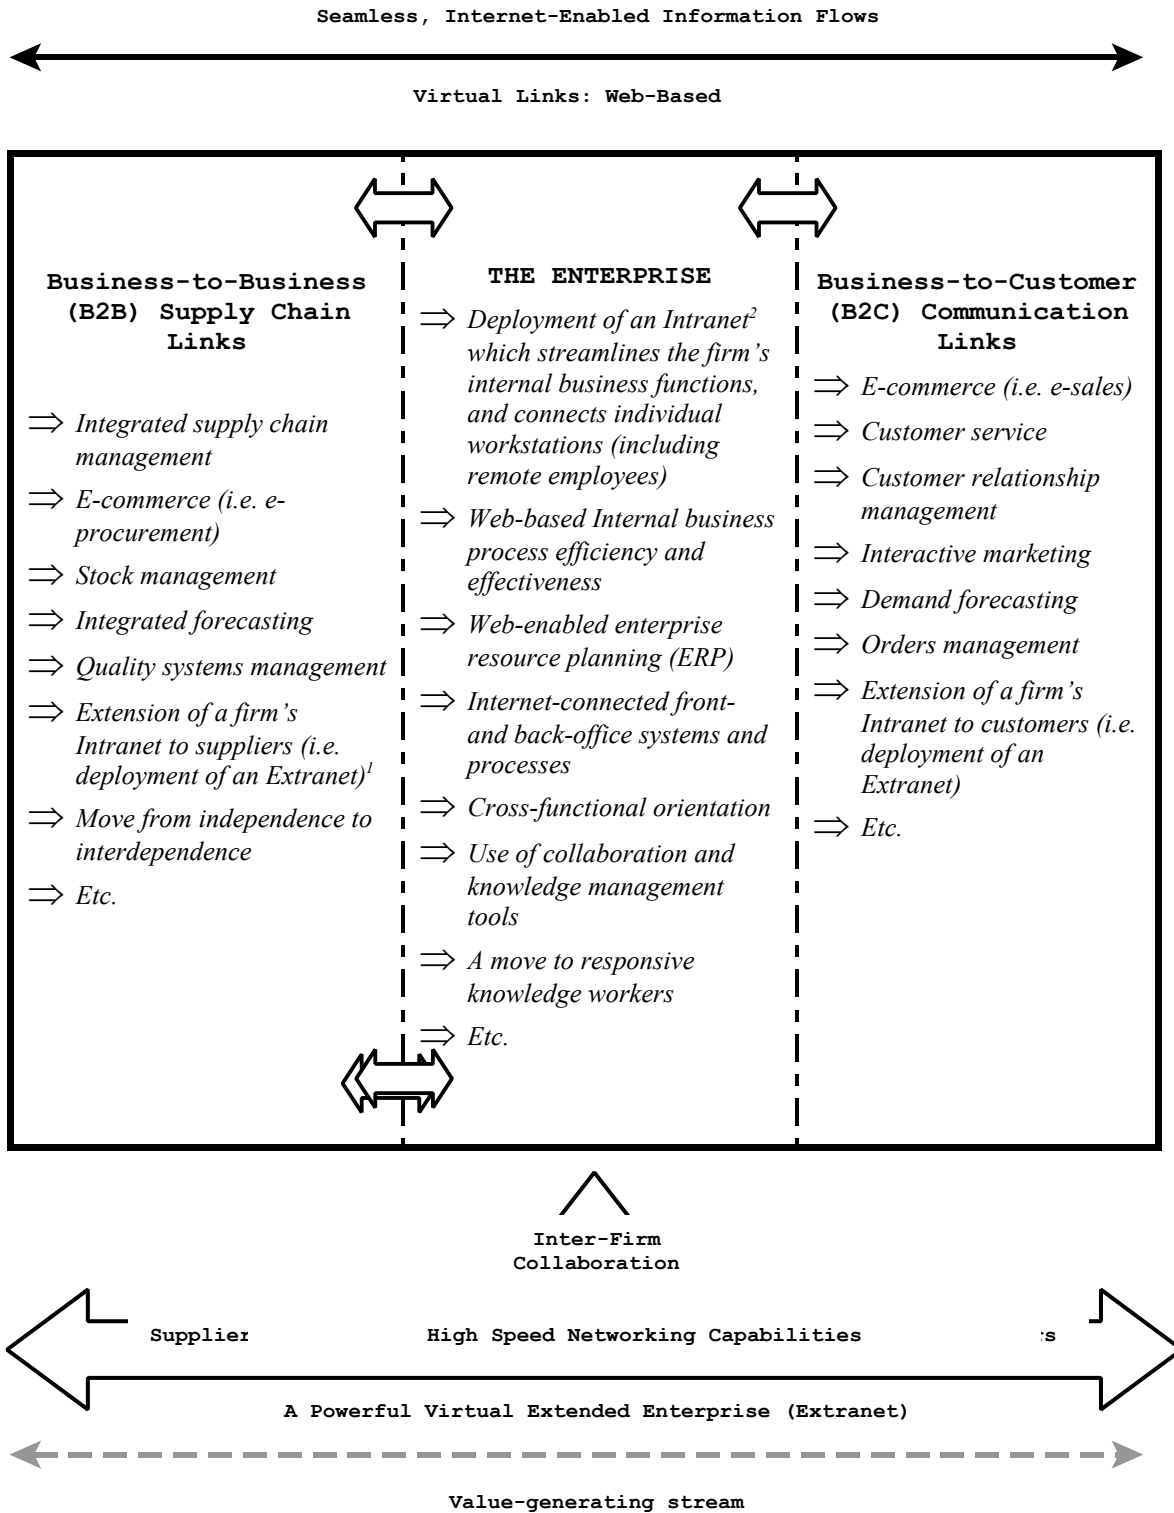 Seamless, Internet-Enabled Information Flows
Virtual Links: Web-Based
Business-to-Business
(B2B) Supply Chain
Links
⇒ Integrated supply chain
management
⇒ E-commerce (i.e. e-
procurement)
⇒ Stock management
⇒ Integrated forecasting
⇒ Quality systems management
⇒ Extension of a firm’s
Intranet to suppliers (i.e.
deployment of an Extranet)¹
⇒ Move from independence to
interdependence
⇒ Etc.
THE ENTERPRISE
⇒ Deployment of an Intranet²
which streamlines the firm’s
internal business functions,
and connects individual
workstations (including
remote employees)
⇒ Web-based Internal business
process efficiency and
effectiveness
⇒ Web-enabled enterprise
resource planning (ERP)
⇒ Internet-connected front-
and back-office systems and
processes
⇒ Cross-functional orientation
⇒ Use of collaboration and
knowledge management
tools
⇒ A move to responsive
knowledge workers
⇒ Etc.
Business-to-Customer
(B2C) Communication
Links
⇒ E-commerce (i.e. e-sales)
⇒ Customer service
⇒ Customer relationship
management
⇒ Interactive marketing
⇒ Demand forecasting
⇒ Orders management
⇒ Extension of a firm’s
Intranet to customers (i.e.
deployment of an
Extranet)
⇒ Etc.
Inter-Firm
Collaboration
Supplier High Speed Networking Capabilities
A Powerful Virtual Extended Enterprise (Extranet)
Value-generating stream